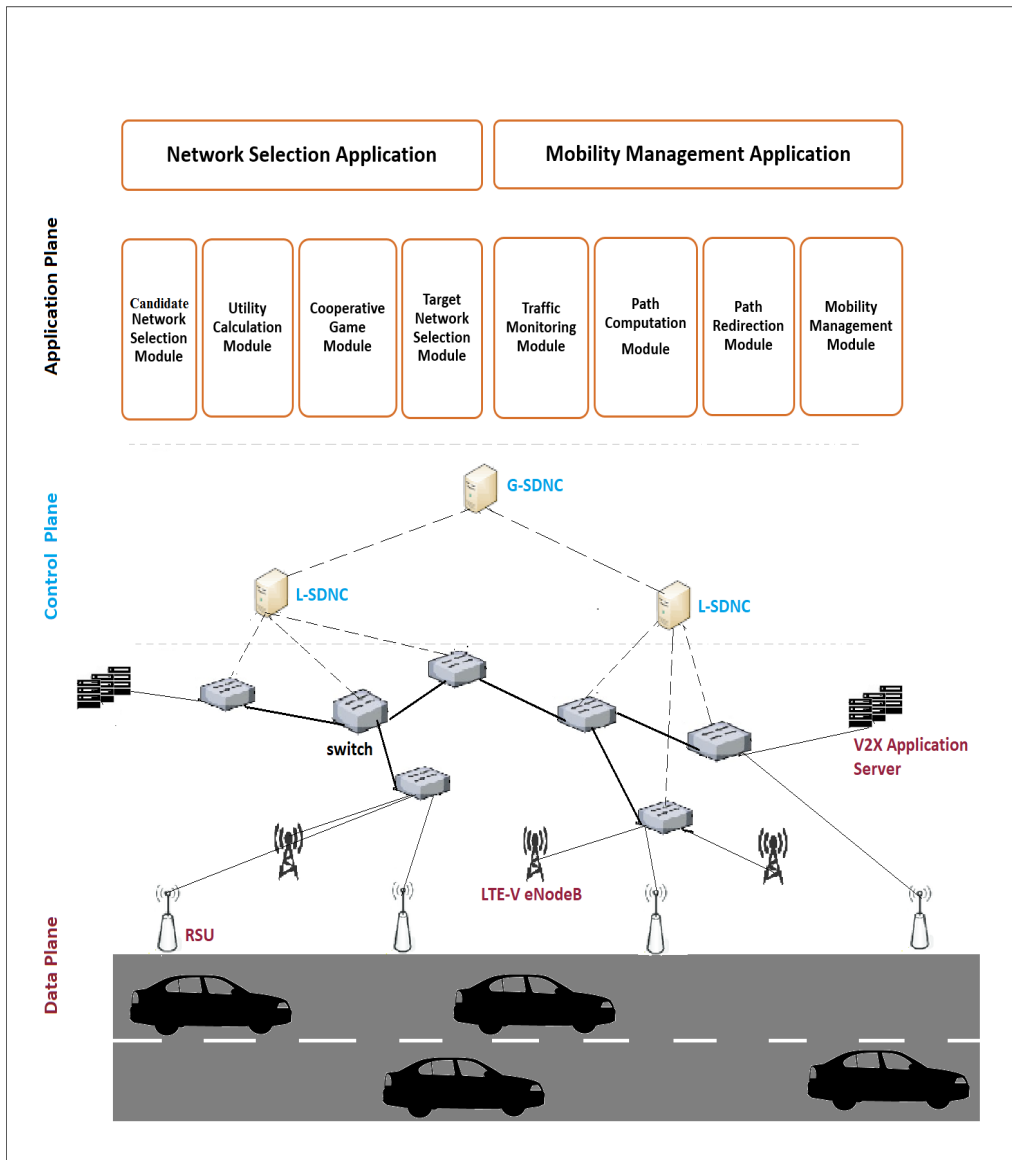 Network Selection Application
Mobility Management Application
Application Plane
Candidate
Network
Selection
Module
Utility
Calculation
Module
Cooperative
Game
Module
Target
Network
Selection
Module
Traffic
Monitoring
Module
Path
Computation
Module
Path
Redirection
Module
Mobility
Management
Module
Control Plane
G-SDNC
L-SDNC
L-SDNC
switch
V2X Application
Server
LTE-V eNodeB
RSU
Data Plane